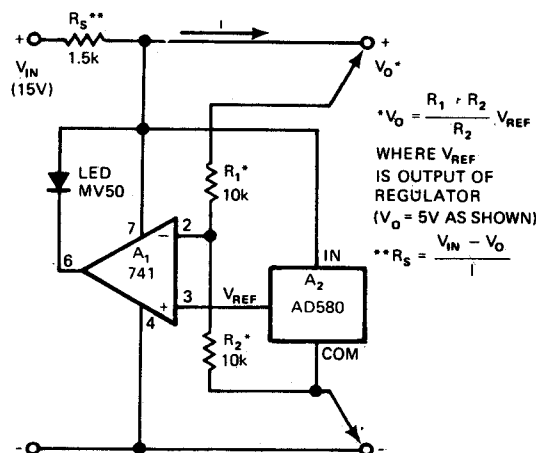 R_S**
1.5k
+
V_IN
(15V)
I
+
V_O*
*V_O = (R_1 + R_2) / R_2 V_REF
WHERE V_REF
IS OUTPUT OF
REGULATOR
(V_O = 5V AS SHOWN)
**R_S = (V_IN − V_O) / I
LED
MV50
R_1*
10k
7
2
−
6
A_1
741
+
3
4
V_REF
IN
A_2
AD580
COM
R_2*
10k
-
-